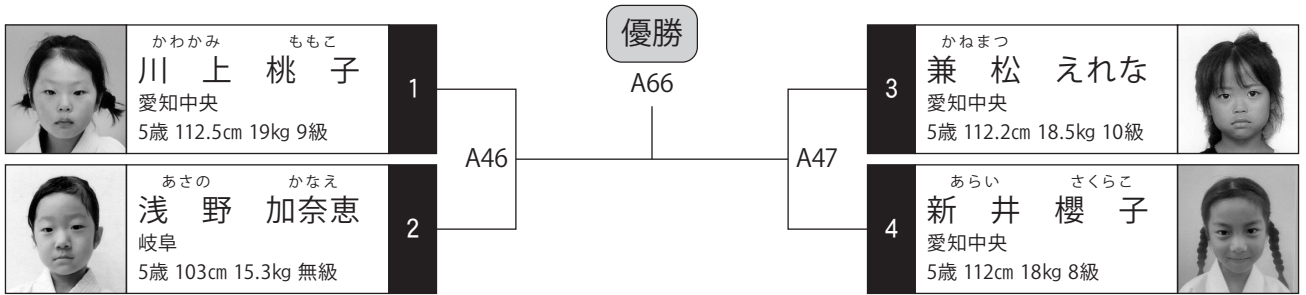 かわかみ ももこ
川上 桃子
愛知中央
5歳 112.5㎝ 19kg 9級
1
あさの かなえ
浅野 加奈恵
岐阜
5歳 103㎝ 15.3kg 無級
2
A46
優勝
A66
A47
3
かねまつ
兼松 えれな
愛知中央
5歳 112.2㎝ 18.5kg 10級
4
あらい さくらこ
新井 櫻子
愛知中央
5歳 112㎝ 18kg 8級